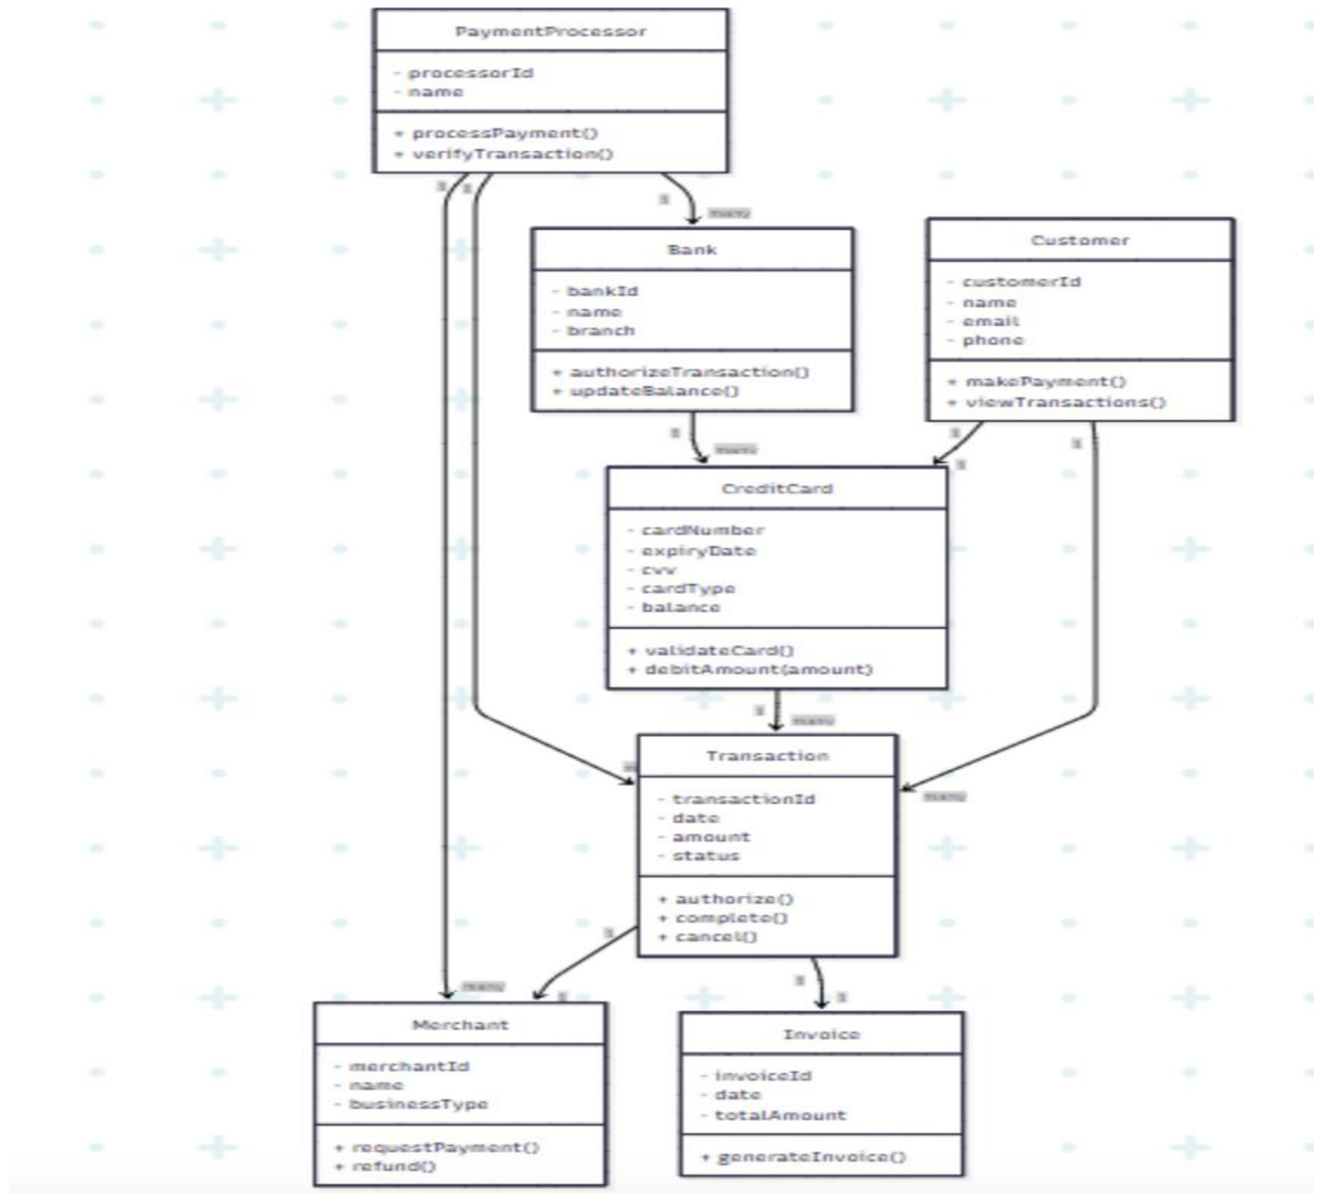 PaymentProcessor
- processorId
- name
+ processPayment()
+ verifyTransaction()
1
1
1
many
Bank
- bankId
- name
- branch
+ authorizeTransaction()
+ updateBalance()
Customer
- customerId
- name
- email
- phone
+ makePayment()
+ viewTransactions()
1
many
1
1
1
CreditCard
- cardNumber
- expiryDate
- cvv
- cardType
- balance
+ validateCard()
+ debitAmount(amount)
1
many
many
Transaction
- transactionId
- date
- amount
- status
+ authorize()
+ complete()
+ cancel()
1
many
1
1
1
Merchant
- merchantId
- name
- businessType
+ requestPayment()
+ refund()
Invoice
- invoiceId
- date
- totalAmount
+ generateInvoice()